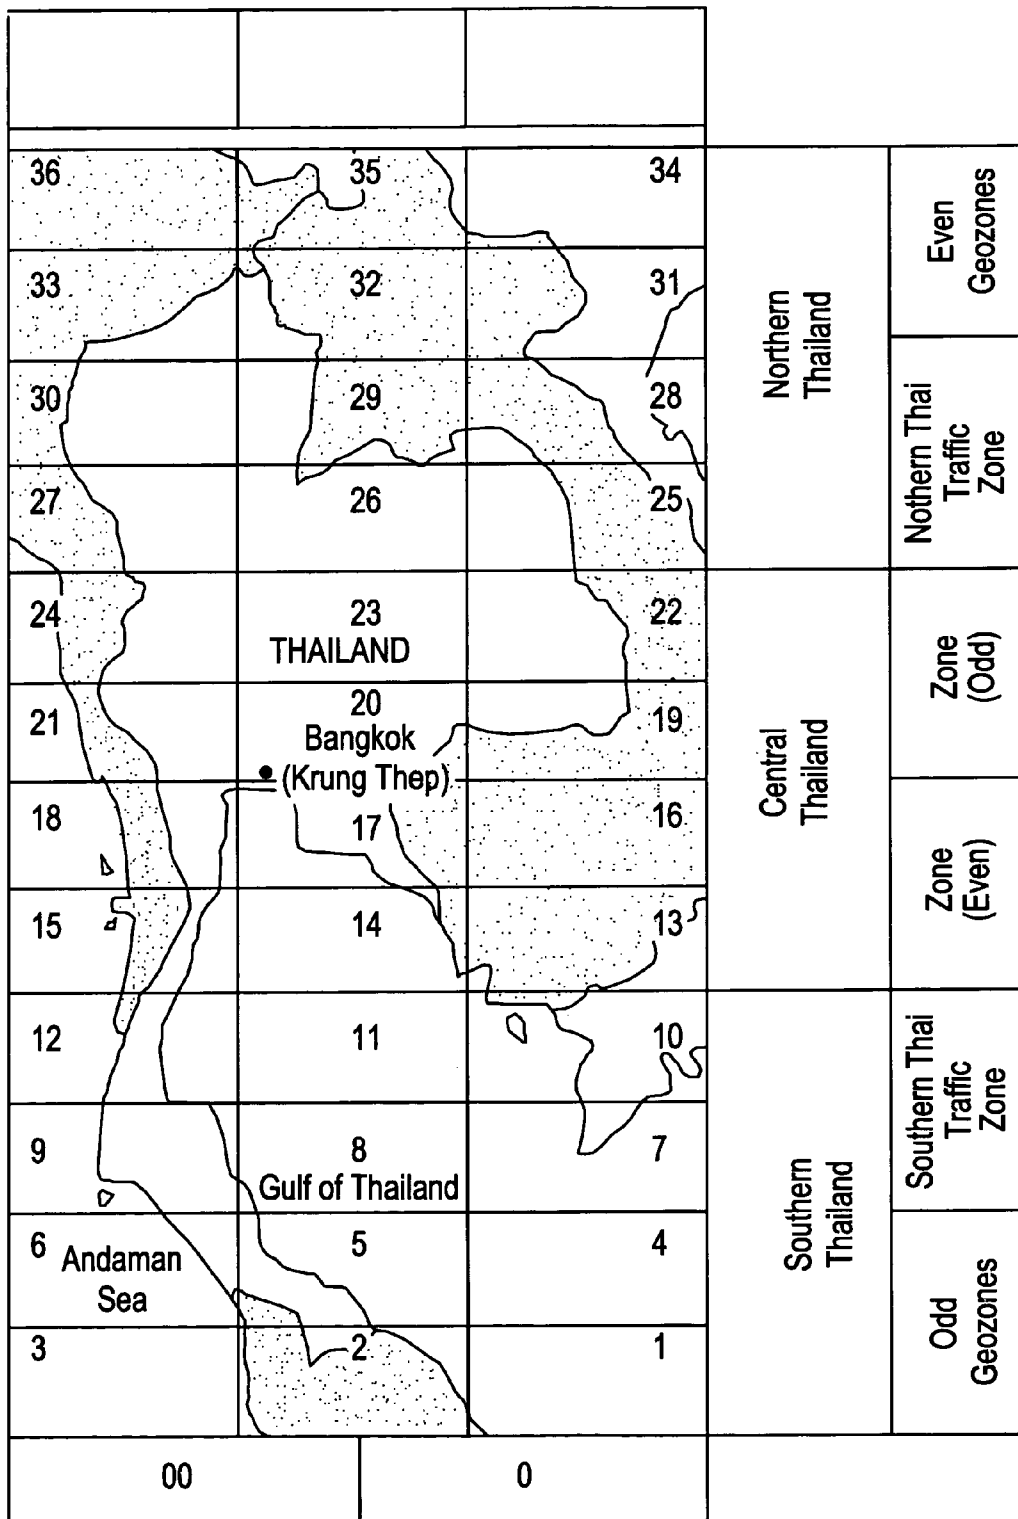 36
35
34
33
32
31
30
29
28
27
26
25
24
23
22
THAILAND
21
20
19
Bangkok
(Krung Thep)
18
17
16
15
14
13
12
11
10
9
8
7
Gulf of Thailand
6
5
4
Andaman
Sea
3
2
1
00
0
Northern
Thailand
Central
Thailand
Southern
Thailand
Even
Geozones
Nothern Thai
Traffic
Zone
Zone
(Odd)
Zone
(Even)
Southern Thai
Traffic
Zone
Odd
Geozones